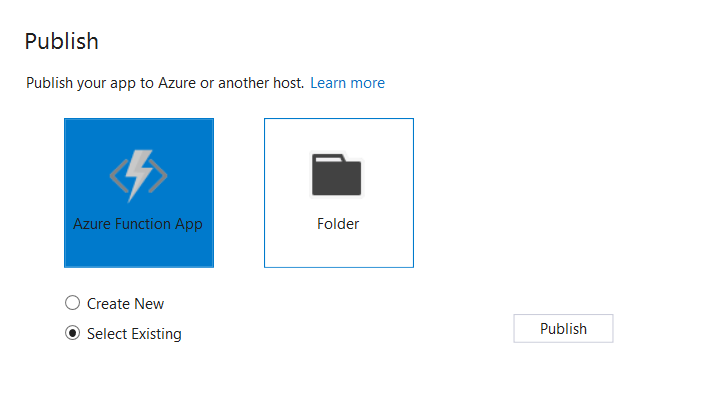 Publish
Publish your app to Azure or another host. Learn more
Azure Function App
Folder
Create New
Select Existing
Publish